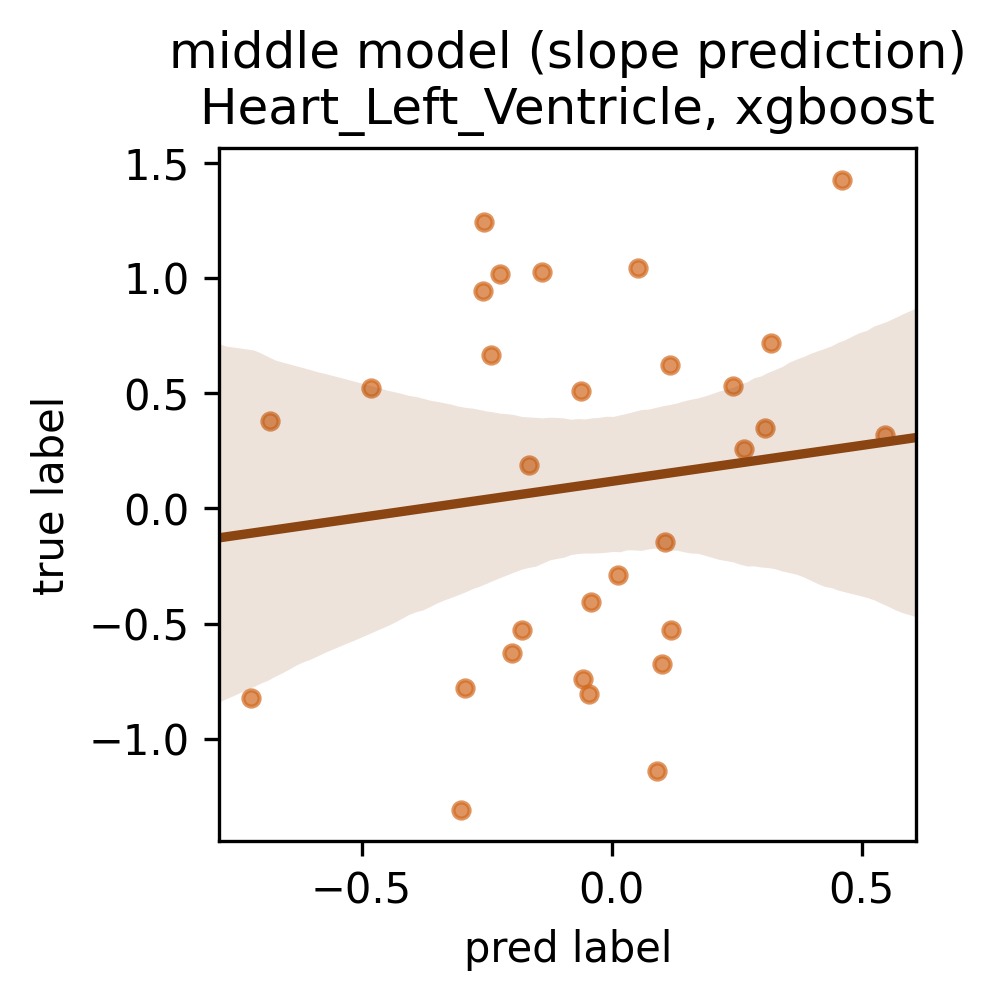 middle model (slope prediction)
Heart_Left_Ventricle, xgboost
1.5
1.0
0.5
0.0
−0.5
−1.0
true label
−0.5
0.0
0.5
pred label